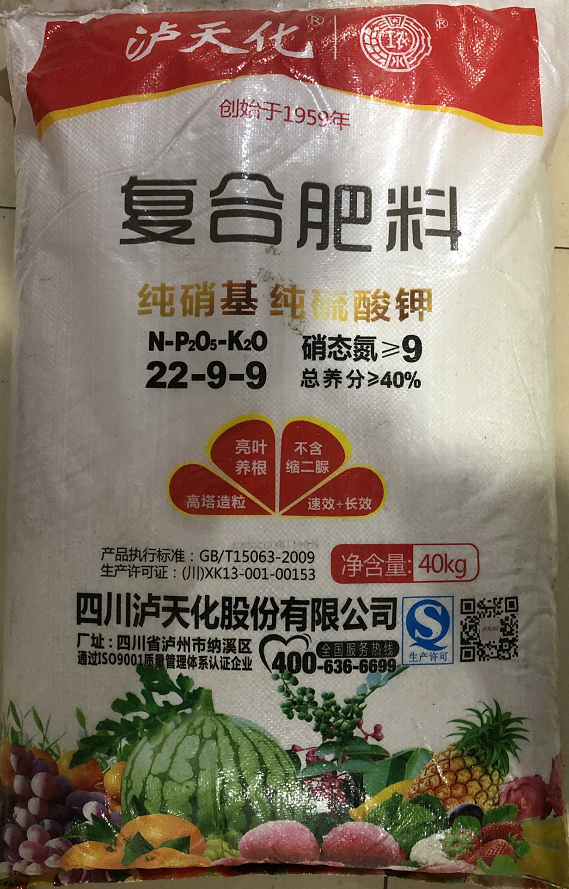 泸天化® 工农 ®
创始于1959年
复合肥料
纯硝基 纯硫酸钾
N-P₂O₅-K₂O 硝态氮≥9
22-9-9 总养分≥40%
亮叶养根 不含缩二脲
高塔造粒 速效+长效
产品执行标准：GB/T15063-2009
生产许可证：(川)XK13-001-00153
净含量：40kg
四川泸天化股份有限公司
厂址：四川省泸州市纳溪区
通过ISO9001质量管理体系认证企业
全国服务热线
400-636-6699
生产许可